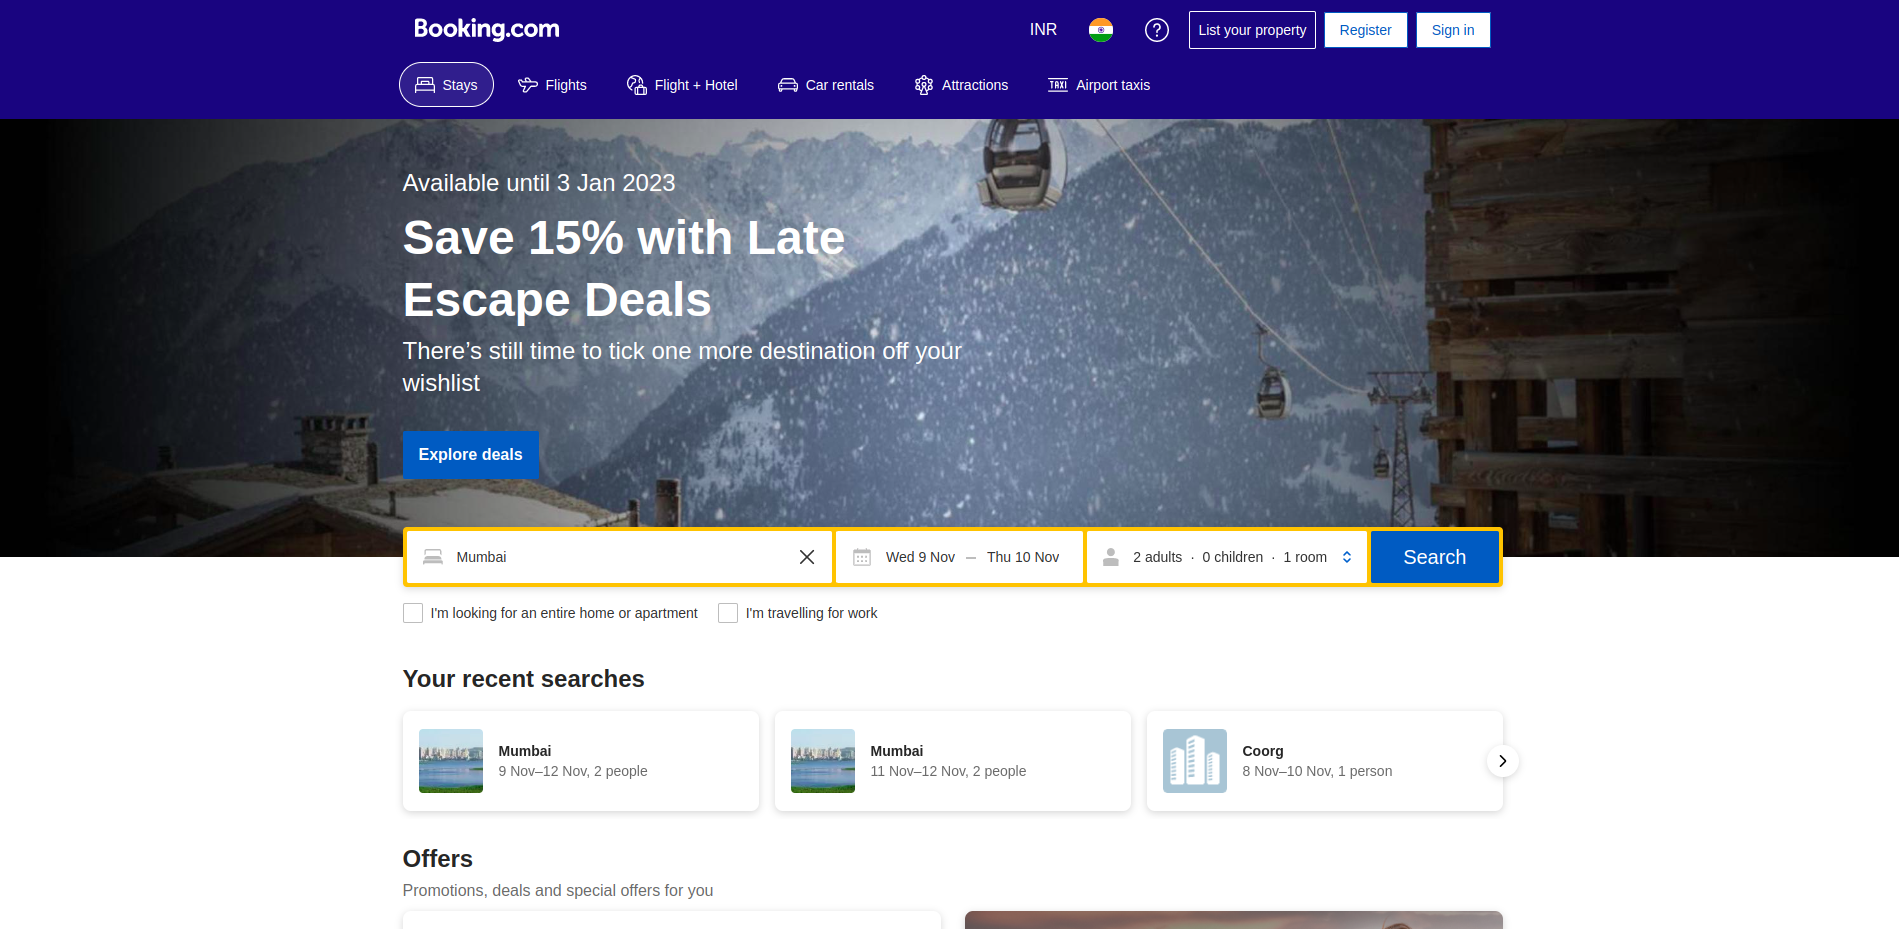 Booking.com
INR
List your property
Register
Sign in
Stays
Flights
Flight + Hotel
Car rentals
Attractions
TAXI
Airport taxis
Available until 3 Jan 2023
Save 15% with Late
Escape Deals
There’s still time to tick one more destination off your
wishlist
Explore deals
Mumbai
Wed 9 Nov — Thu 10 Nov
2 adults · 0 children · 1 room
Search
I'm looking for an entire home or apartment
I'm travelling for work
Your recent searches
Mumbai
9 Nov–12 Nov, 2 people
Mumbai
11 Nov–12 Nov, 2 people
Coorg
8 Nov–10 Nov, 1 person
Offers
Promotions, deals and special offers for you